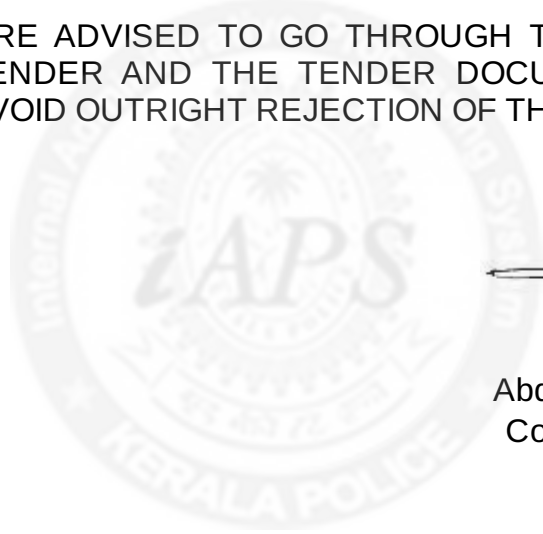 RE ADVISED TO GO THROUGH T
ENDER AND THE TENDER DOCU
VOID OUTRIGHT REJECTION OF TH
iAPS
KERALA POLICE
Abd
Co